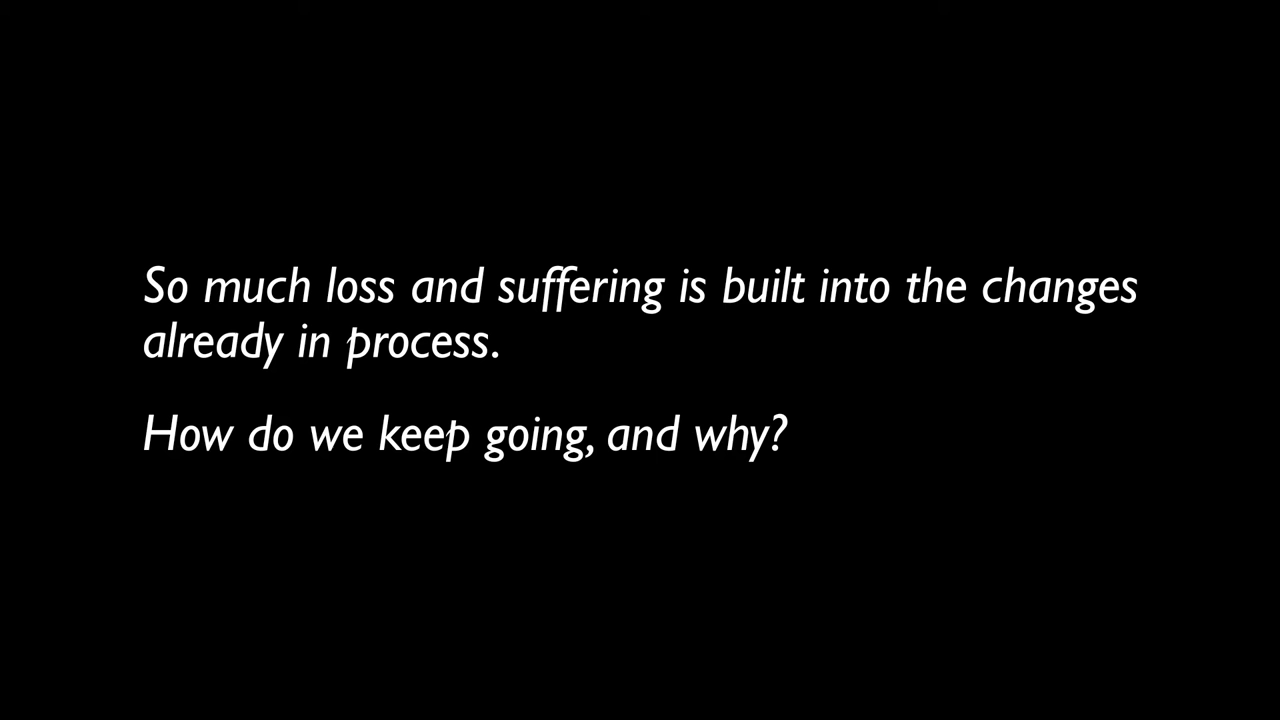 So much loss and suffering is built into the changes
already in process.
How do we keep going, and why?